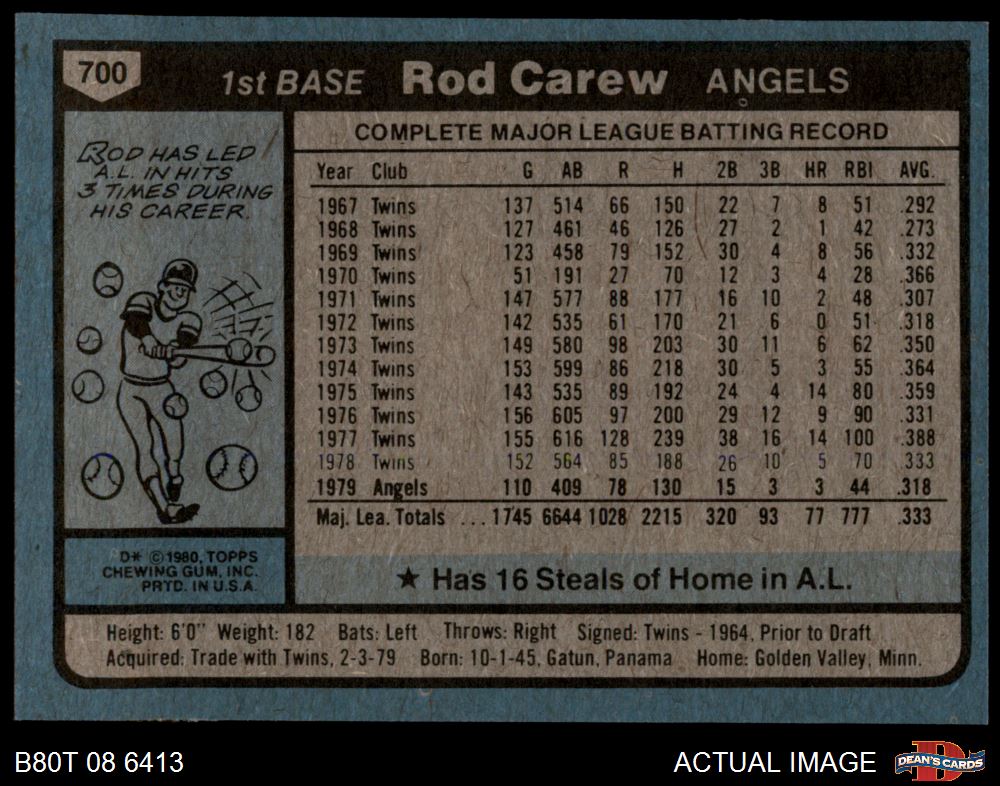 700
1st BASE Rod Carew ANGELS
ROD HAS LED
A.L. IN HITS
3 TIMES DURING
HIS CAREER.
D* © 1980, TOPPS
CHEWING GUM, INC.
PRTD. IN U.S.A.
COMPLETE MAJOR LEAGUE BATTING RECORD
Year Club G AB R H 2B 3B HR RBI AVG.
1967 Twins 137 514 66 150 22 7 8 51 .292
1968 Twins 127 461 46 126 27 2 1 42 .273
1969 Twins 123 458 79 152 30 4 8 56 .332
1970 Twins 51 191 27 70 12 3 4 28 .366
1971 Twins 147 577 88 177 16 10 2 48 .307
1972 Twins 142 535 61 170 21 6 0 51 .318
1973 Twins 149 580 98 203 30 11 6 62 .350
1974 Twins 153 599 86 218 30 5 3 55 .364
1975 Twins 143 535 89 192 24 4 14 80 .359
1976 Twins 156 605 97 200 29 12 9 90 .331
1977 Twins 155 616 128 239 38 16 14 100 .388
1978 Twins 152 564 85 188 26 10 5 70 .333
1979 Angels 110 409 78 130 15 3 3 44 .318
Maj. Lea. Totals ... 1745 6644 1028 2215 320 93 77 777 .333
★ Has 16 Steals of Home in A.L.
Height: 6'0" Weight: 182 Bats: Left Throws: Right Signed: Twins - 1964, Prior to Draft
Acquired: Trade with Twins, 2-3-79 Born: 10-1-45, Gatun, Panama Home: Golden Valley, Minn.
B80T 08 6413
ACTUAL IMAGE
DEAN'S CARDS